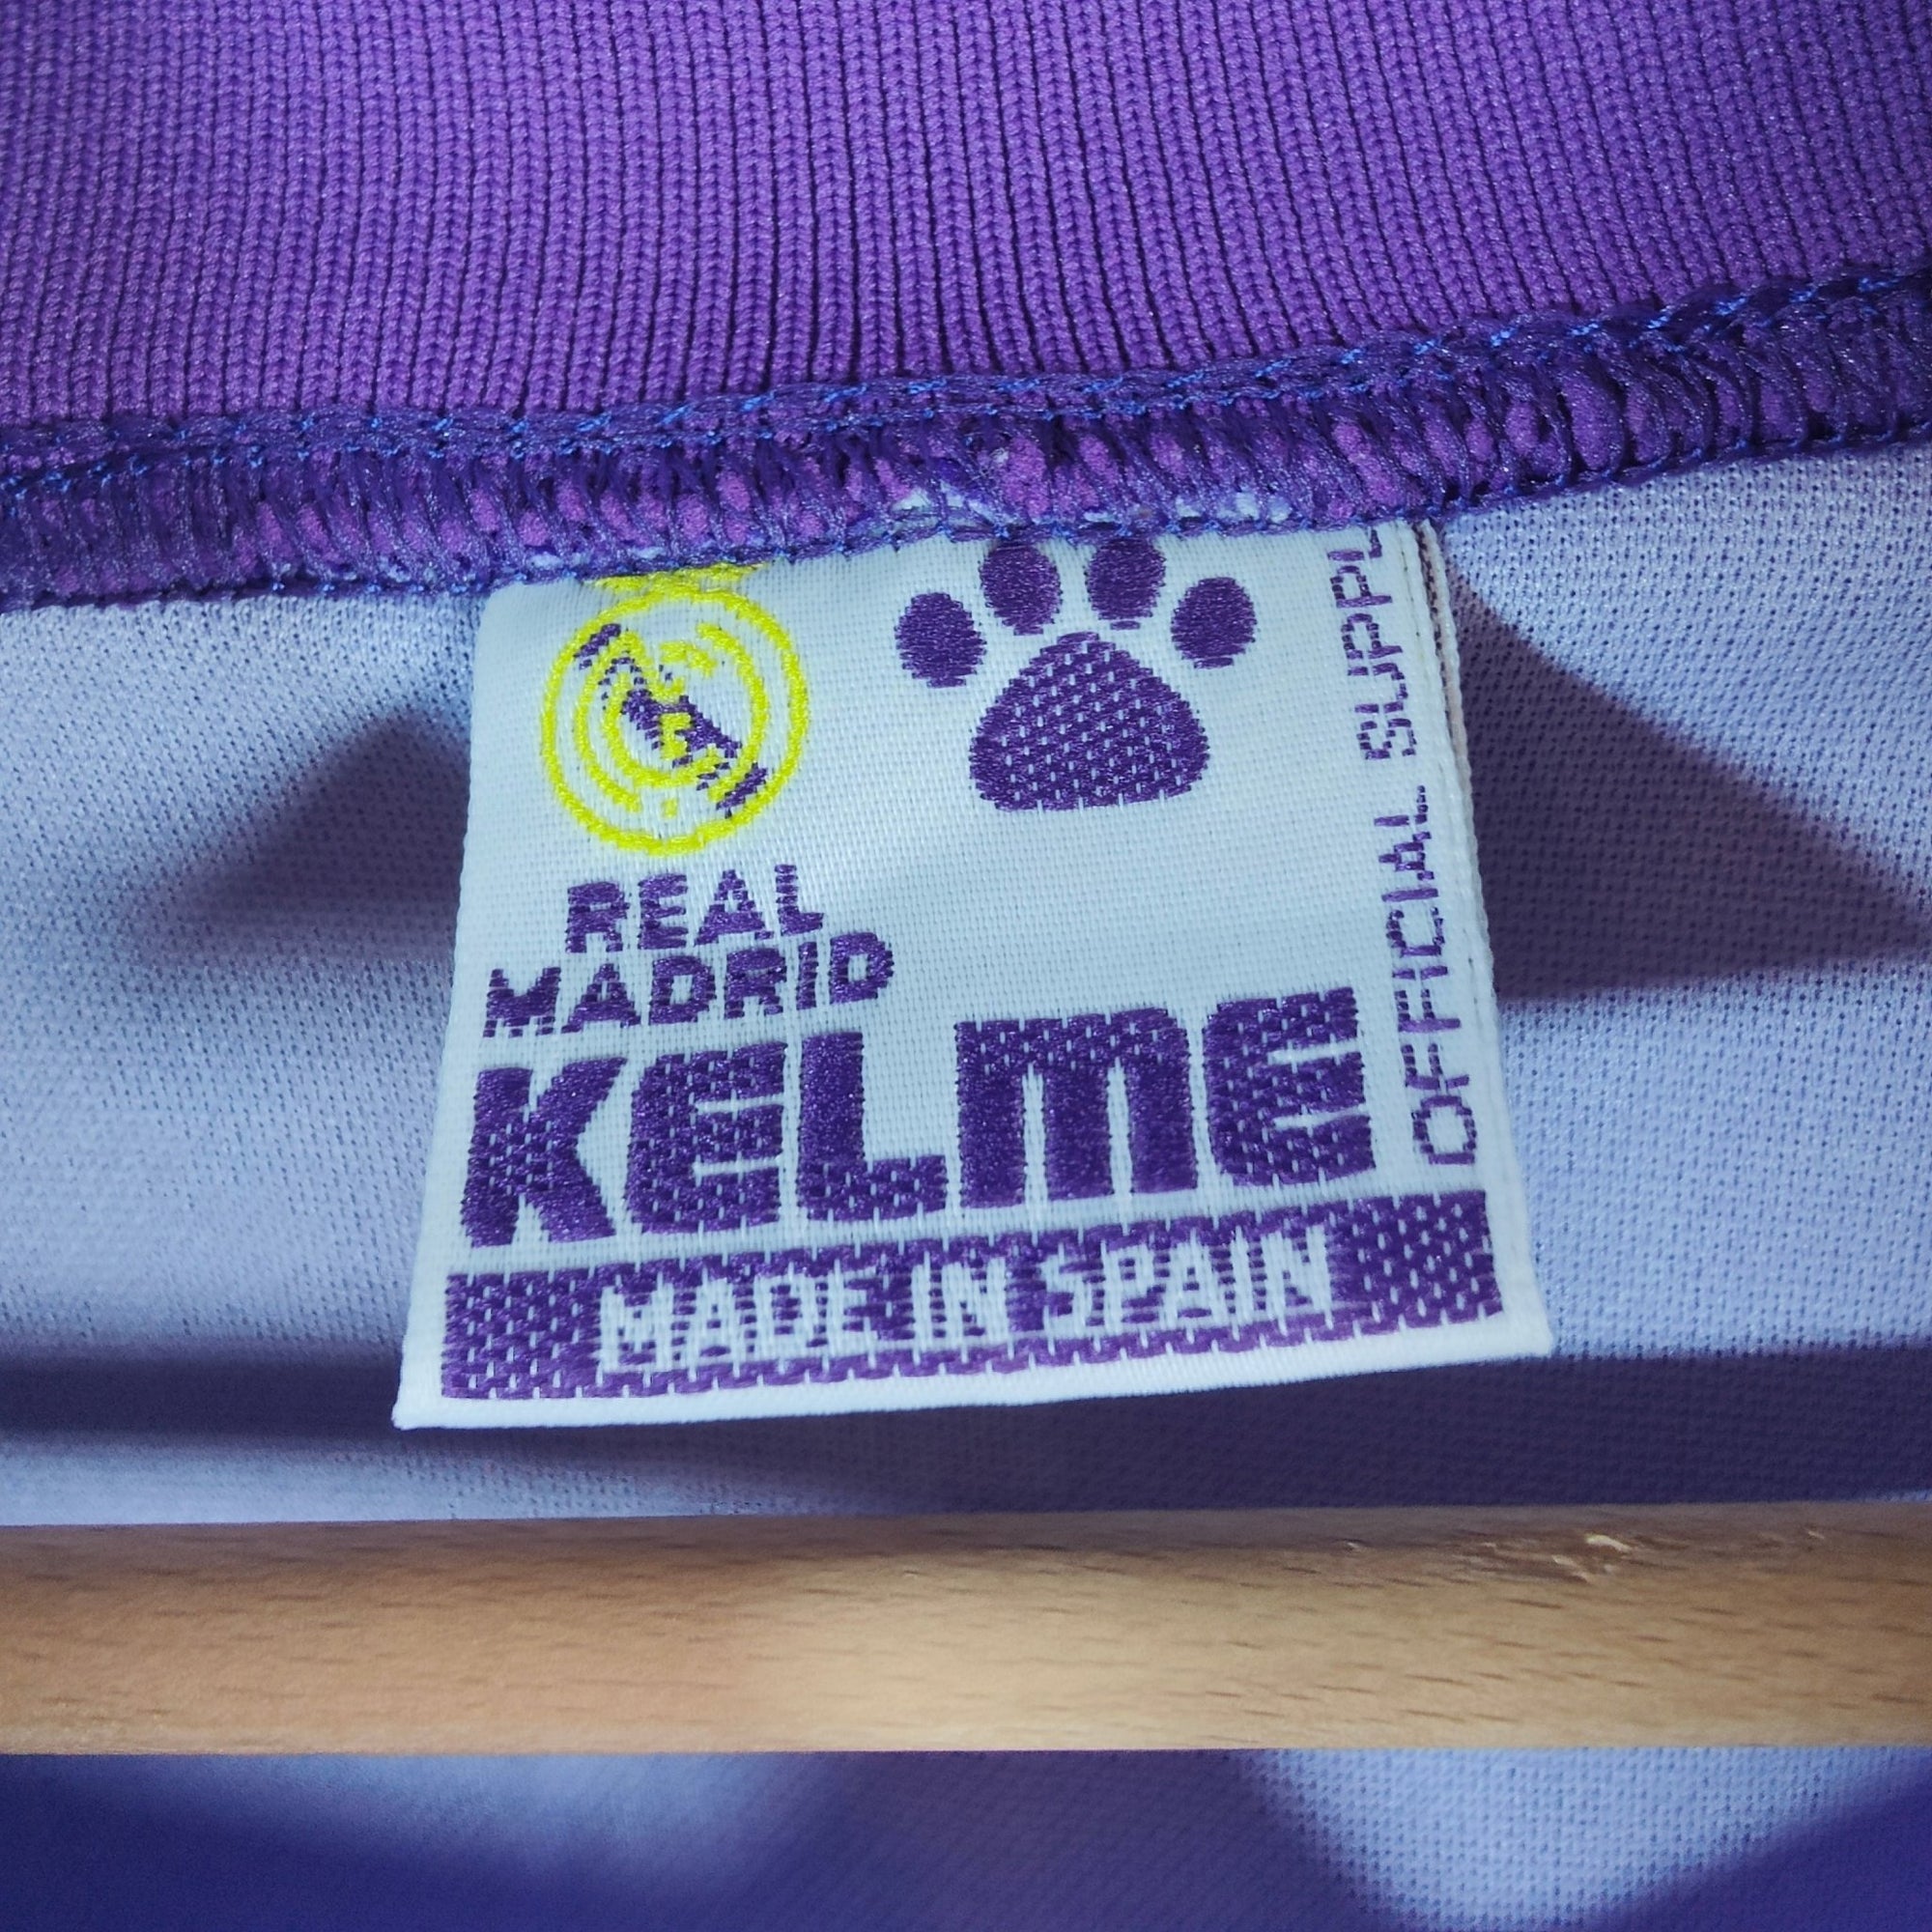 REAL
MADRID
KELME
MADE IN SPAIN
OFFICIAL SUPPL